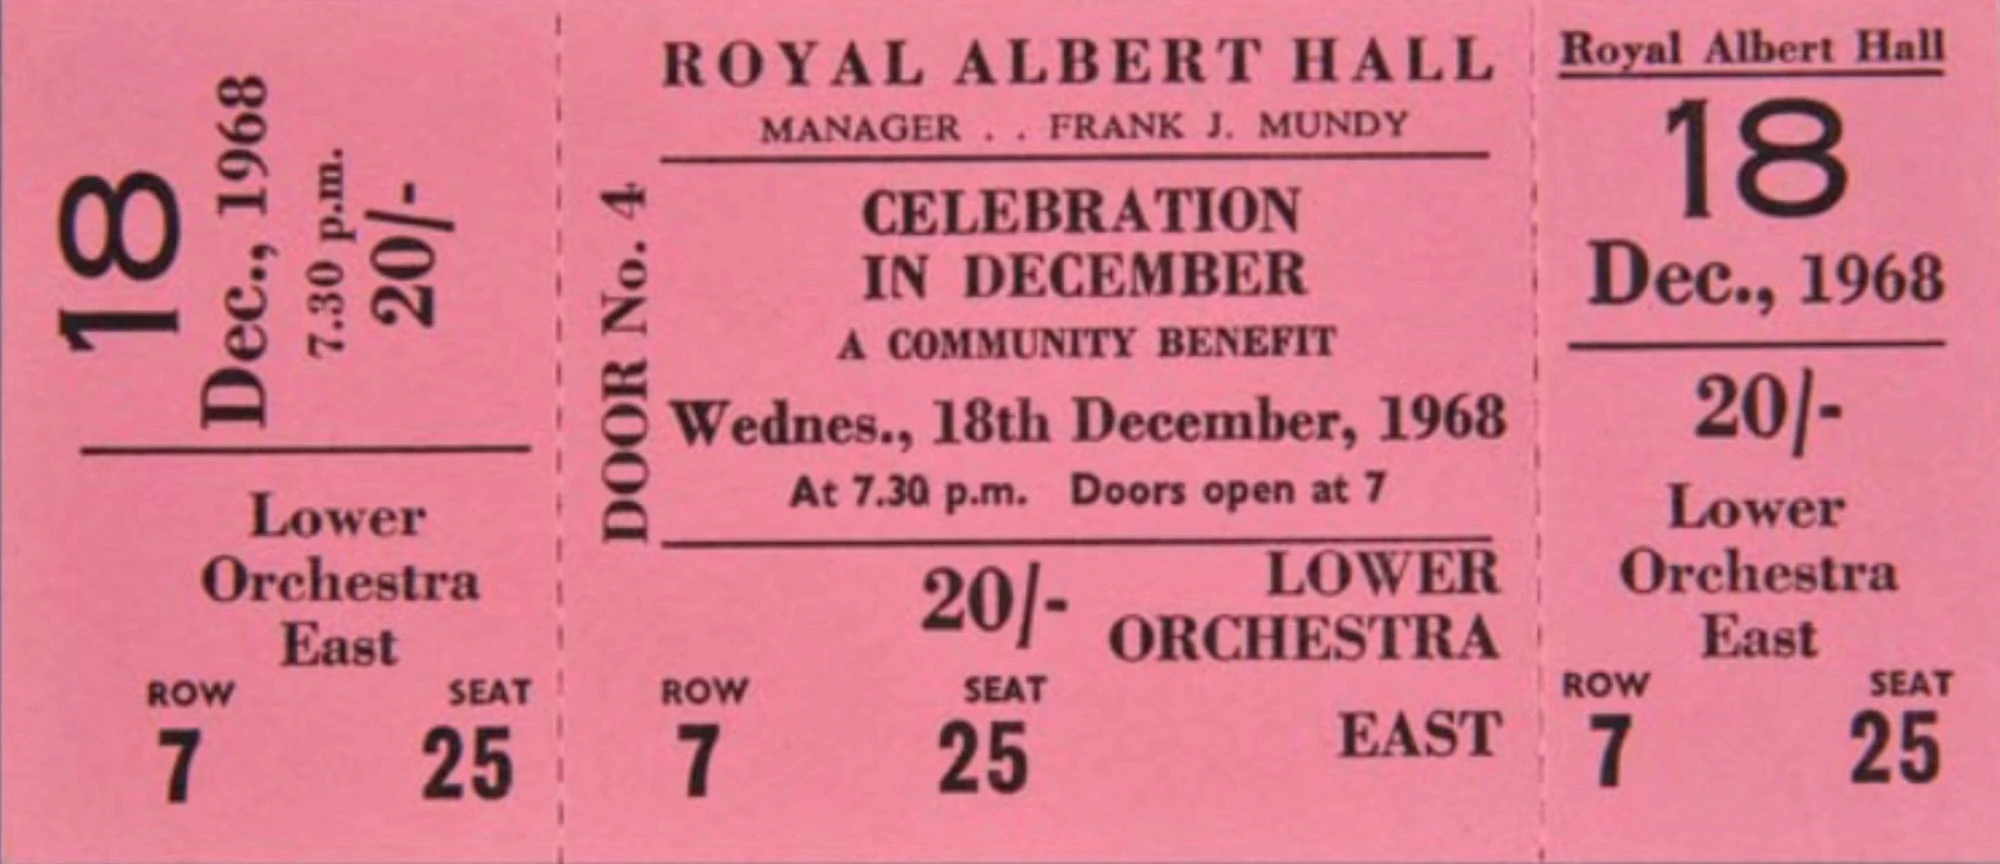 18
Dec., 1968
7.30 p.m.
20/-
Lower
Orchestra
East
ROW SEAT
7 25
DOOR No. 4
ROYAL ALBERT HALL
MANAGER . . FRANK J. MUNDY
CELEBRATION
IN DECEMBER
A COMMUNITY BENEFIT
Wednes., 18th December, 1968
At 7.30 p.m. Doors open at 7
20/- LOWER
ORCHESTRA
ROW SEAT
7 25 EAST
Royal Albert Hall
18
Dec., 1968
20/-
Lower
Orchestra
East
ROW SEAT
7 25